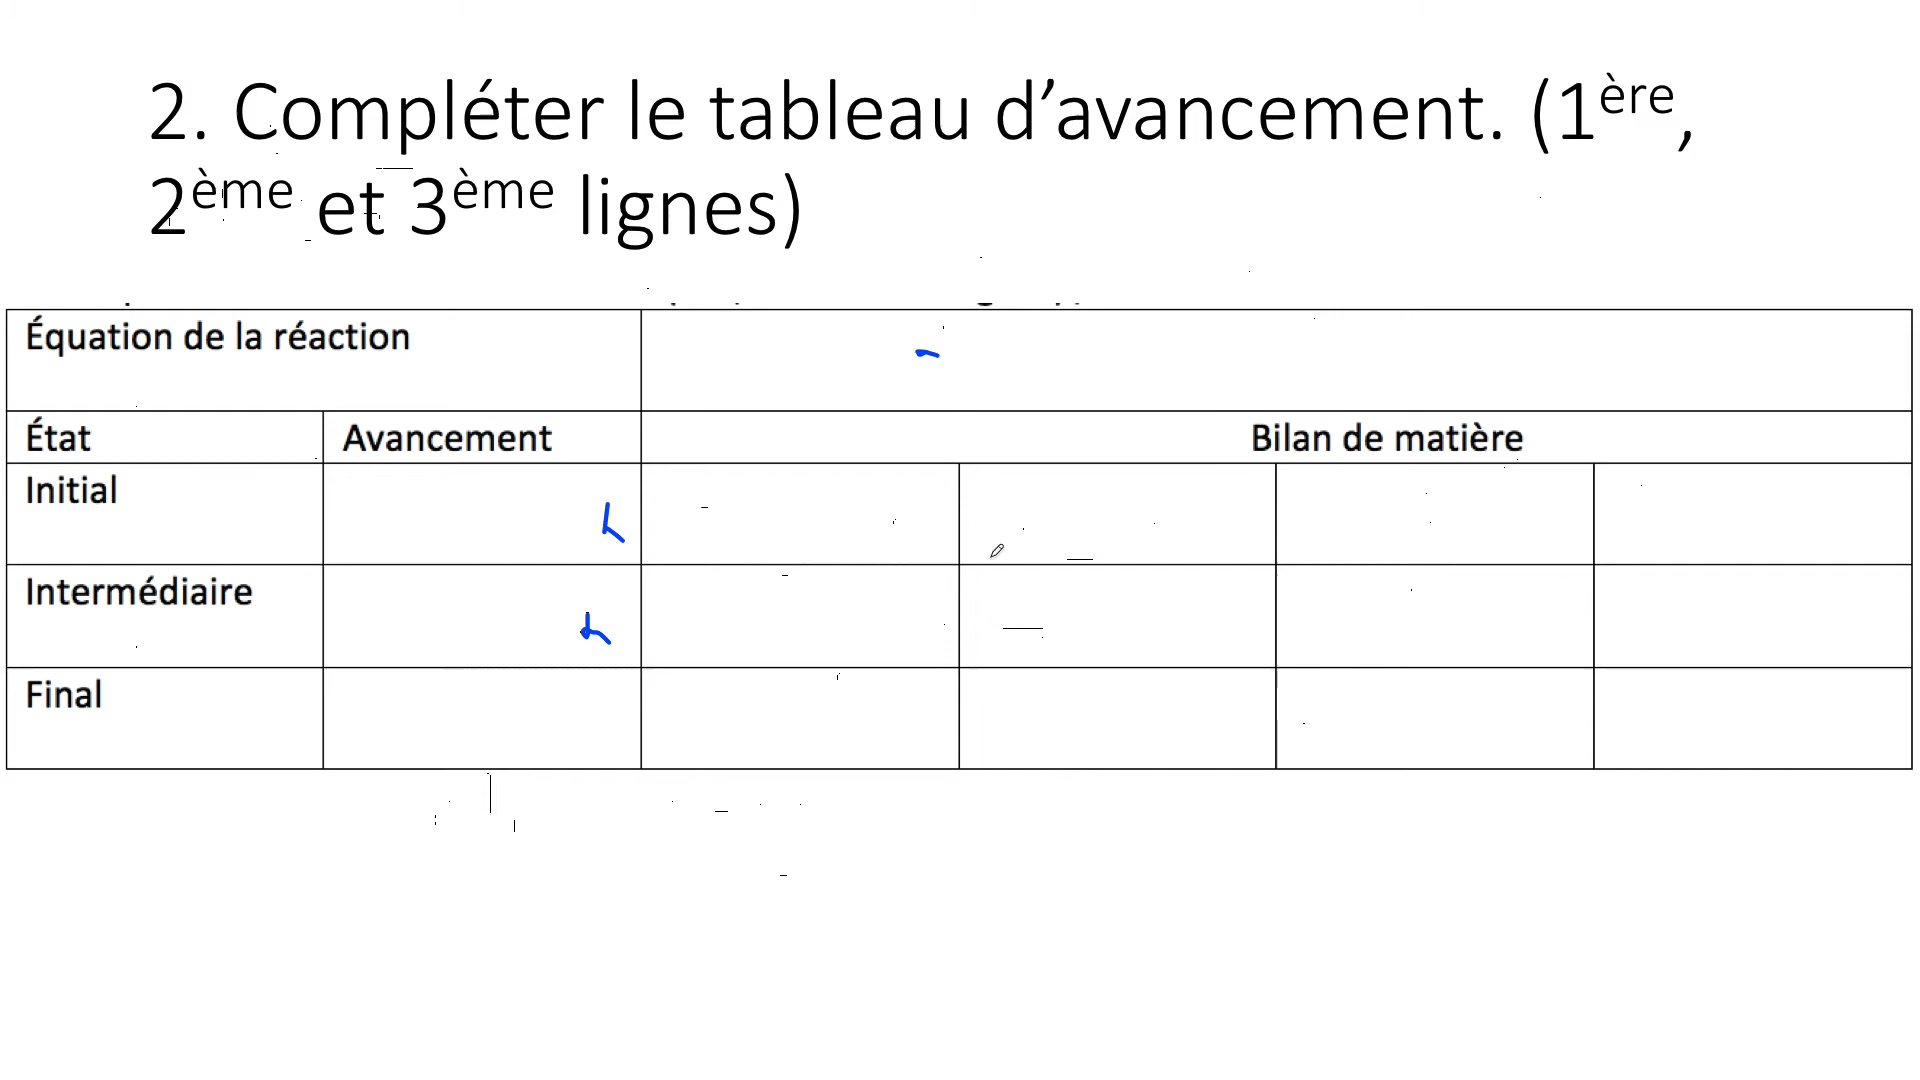 2. Compléter le tableau d’avancement. (1ère,
2ème et 3ème lignes)
Équation de la réaction
État Avancement Bilan de matière
Initial
Intermédiaire
Final